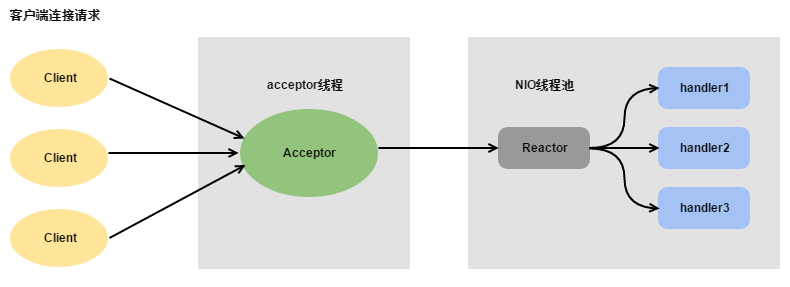 客户端连接请求
Client
Client
Client
acceptor线程
Acceptor
NIO线程池
Reactor
handler1
handler2
handler3